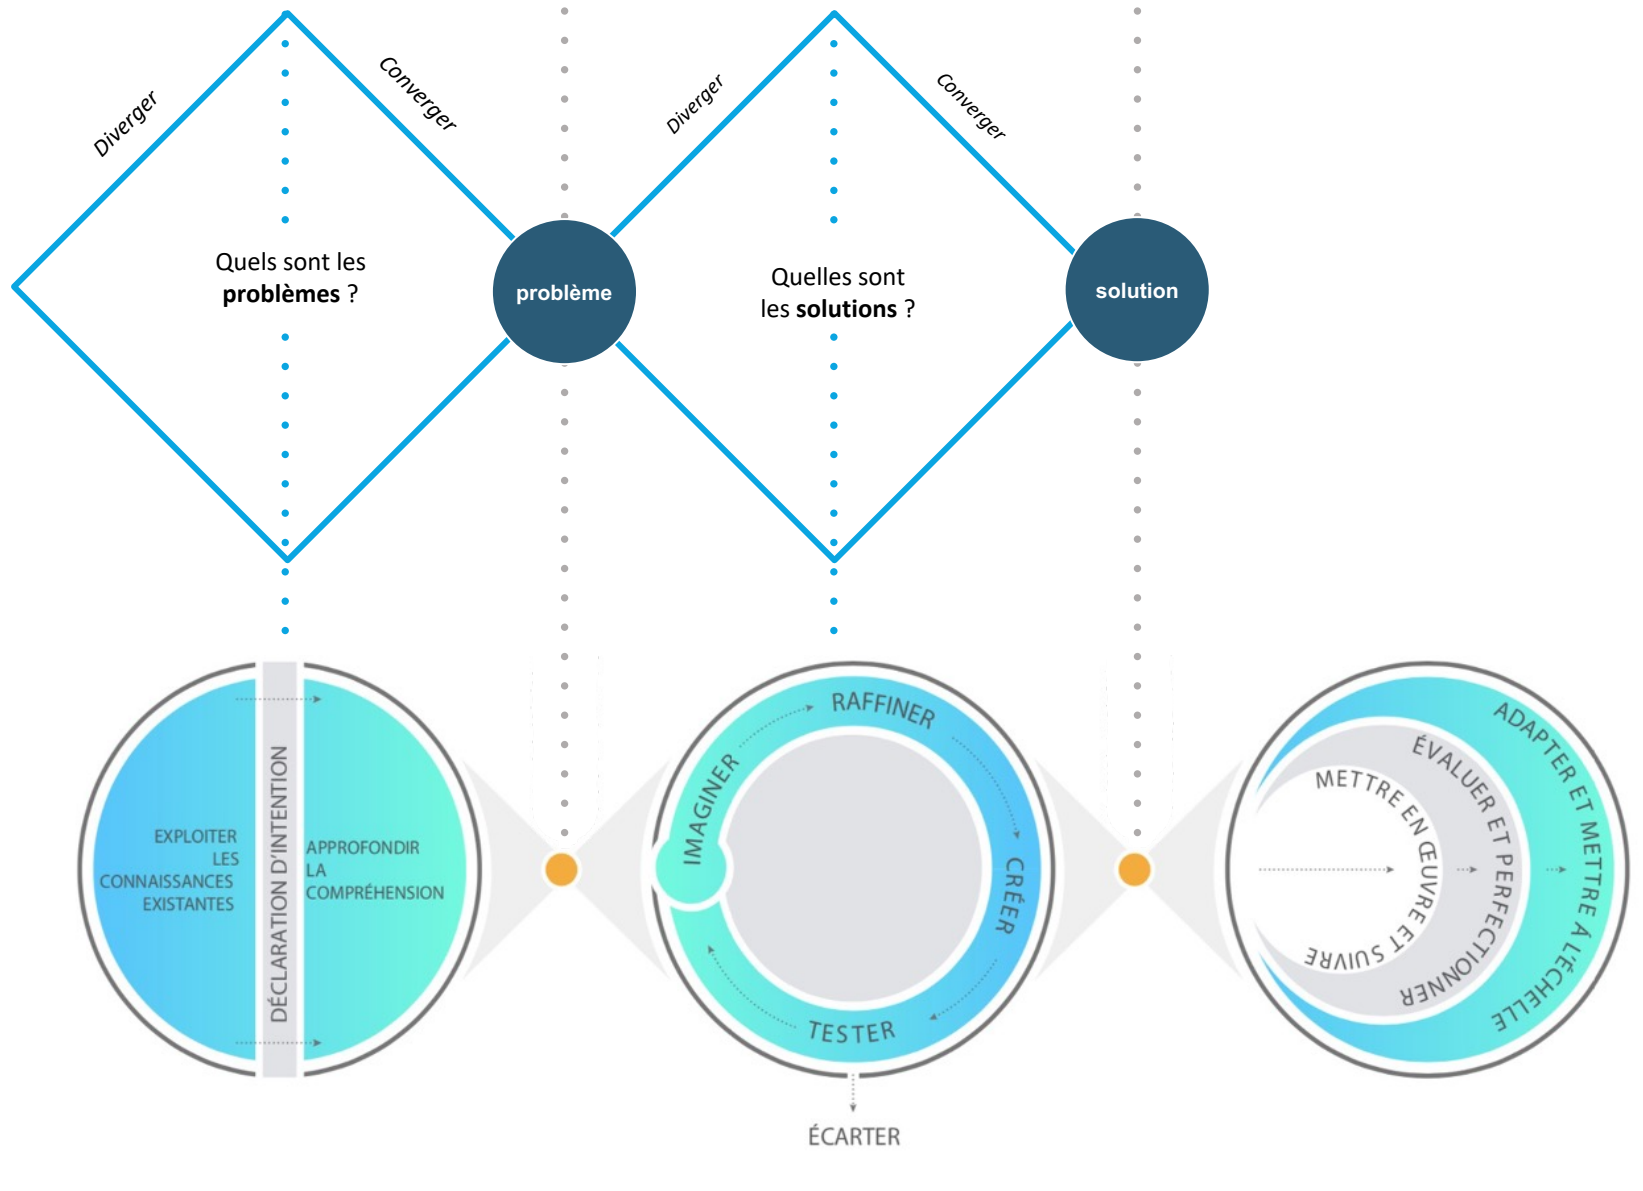 Diverger
Converger
Diverger
Converger
Quels sont les
problèmes ?
problème
Quelles sont
les solutions ?
solution
EXPLOITER
LES
CONNAISSANCES
EXISTANTES
DÉCLARATION D'INTENTION
APPROFONDIR
LA
COMPRÉHENSION
IMAGINER
RAFFINER
CRÉER
TESTER
ÉCARTER
METTRE EN ŒUVRE ET SUIVRE
ÉVALUER ET PERFECTIONNER
ADAPTER ET METTRE À L'ÉCHELLE